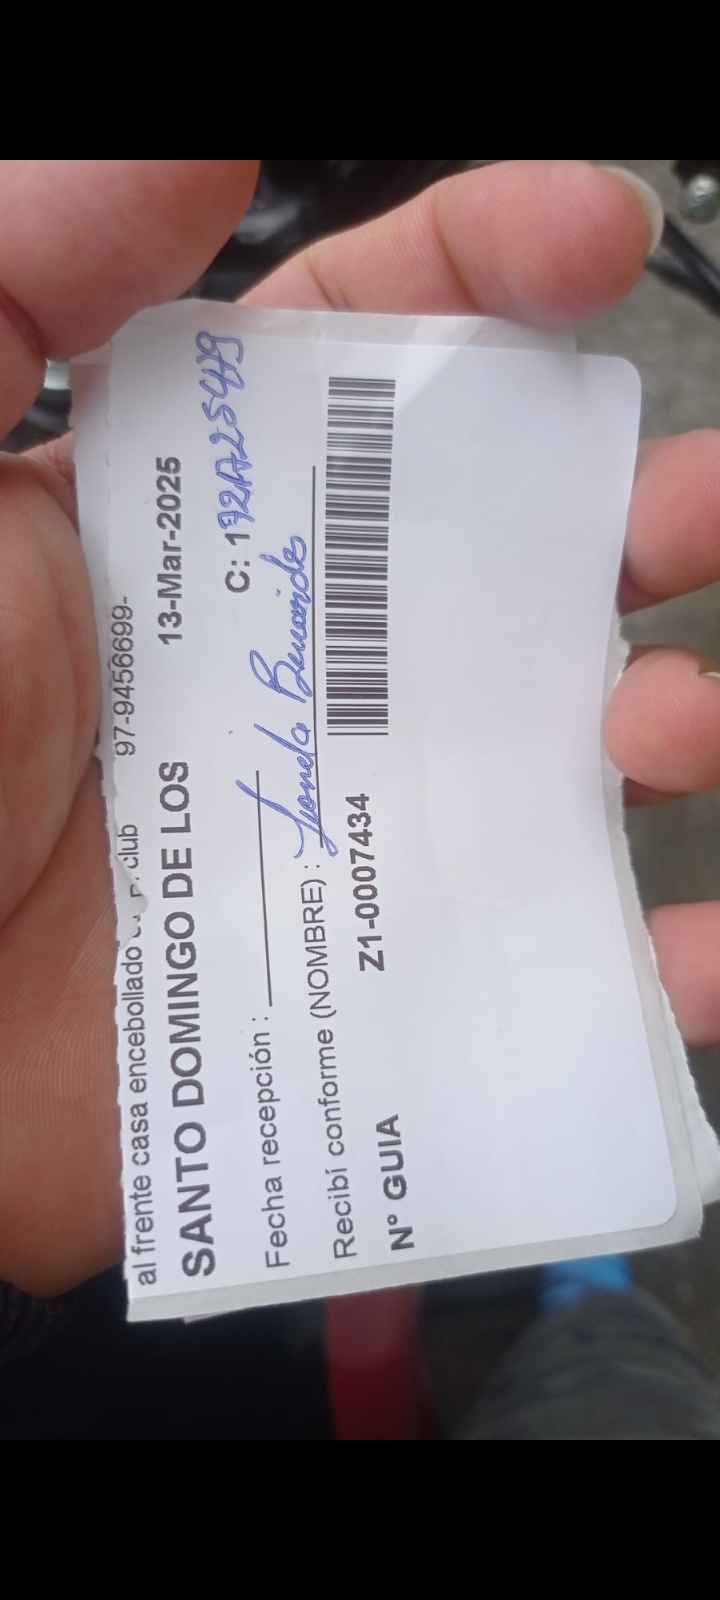 al frente casa encebollado club 97-9456699-
SANTO DOMINGO DE LOS 13-Mar-2025
Fecha recepción : C: 1
Recibí conforme (NOMBRE) :
N° GUIA Z1-0007434